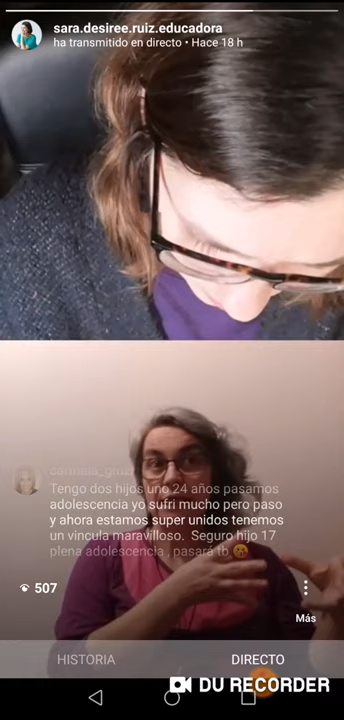 sara.desiree.ruiz.educadora
ha transmitido en directo • Hace 18 h
Tengo dos hijos uno 24 años pasamos
adolescencia yo sufri mucho pero paso
y ahora estamos super unidos tenemos
un vincula maravilloso. Seguro hijo 17
plena adolescencia , pasará tb
507
Más
HISTORIA
DIRECTO
DU RECORDER